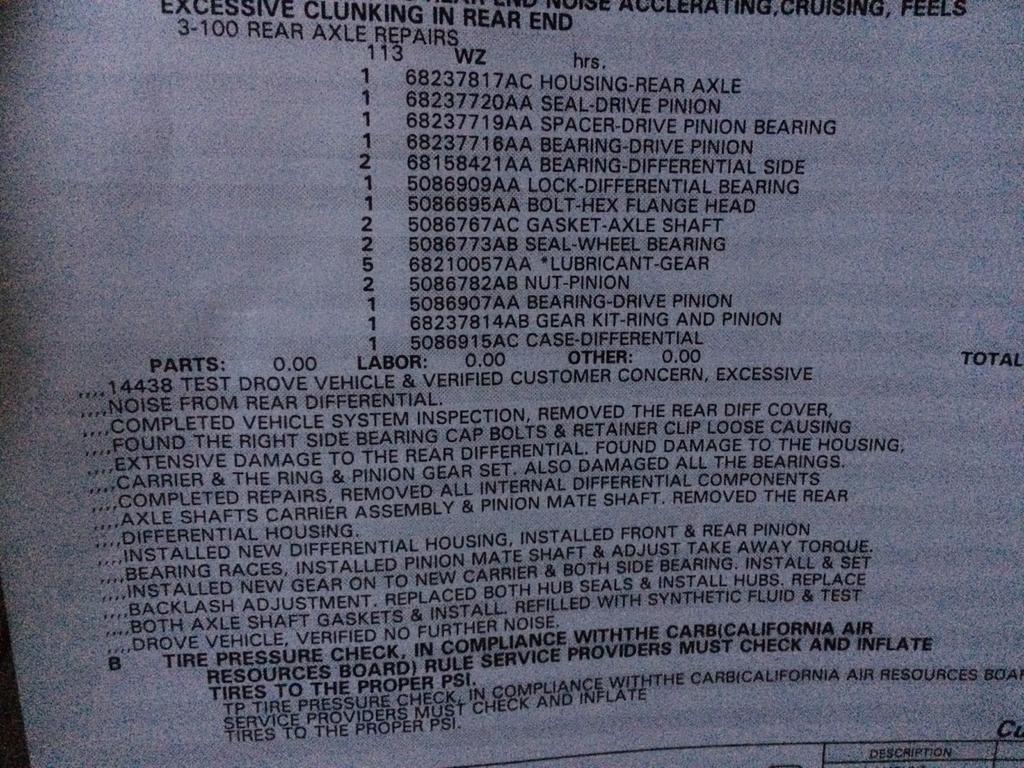 REAR END NOISE ACCLERATING,CRUISING, FEELS
EXCESSIVE CLUNKING IN REAR END
3-100 REAR AXLE REPAIRS
113 WZ hrs.
1 68237817AC HOUSING-REAR AXLE
1 68237720AA SEAL-DRIVE PINION
1 68237719AA SPACER-DRIVE PINION BEARING
1 68237716AA BEARING-DRIVE PINION
2 68158421AA BEARING-DIFFERENTIAL SIDE
1 5086909AA LOCK-DIFFERENTIAL BEARING
1 5086695AA BOLT-HEX FLANGE HEAD
2 5086767AC GASKET-AXLE SHAFT
2 5086773AB SEAL-WHEEL BEARING
5 68210057AA *LUBRICANT-GEAR
2 5086782AB NUT-PINION
1 5086907AA BEARING-DRIVE PINION
1 68237814AB GEAR KIT-RING AND PINION
1 5086915AC CASE-DIFFERENTIAL
PARTS: 0.00 LABOR: 0.00 OTHER: 0.00 TOTAL
,,,,14438 TEST DROVE VEHICLE & VERIFIED CUSTOMER CONCERN, EXCESSIVE
,,,,NOISE FROM REAR DIFFERENTIAL.
,,,,COMPLETED VEHICLE SYSTEM INSPECTION, REMOVED THE REAR DIFF COVER,
,,,,FOUND THE RIGHT SIDE BEARING CAP BOLTS & RETAINER CLIP LOOSE CAUSING
,,,,EXTENSIVE DAMAGE TO THE REAR DIFFERENTIAL. FOUND DAMAGE TO THE HOUSING,
,,,,CARRIER & THE RING & PINION GEAR SET. ALSO DAMAGED ALL THE BEARINGS.
,,,,COMPLETED REPAIRS, REMOVED ALL INTERNAL DIFFERENTIAL COMPONENTS
,,,,AXLE SHAFTS CARRIER ASSEMBLY & PINION MATE SHAFT. REMOVED THE REAR
,,,,DIFFERENTIAL HOUSING.
,,,,INSTALLED NEW DIFFERENTIAL HOUSING, INSTALLED FRONT & REAR PINION
,,,,BEARING RACES, INSTALLED PINION MATE SHAFT & ADJUST TAKE AWAY TORQUE.
,,,,INSTALLED NEW GEAR ON TO NEW CARRIER & BOTH SIDE BEARING. INSTALL & SET
,,,,BACKLASH ADJUSTMENT. REPLACED BOTH HUB SEALS & INSTALL HUBS. REPLACE
,,,,BOTH AXLE SHAFT GASKETS & INSTALL. REFILLED WITH SYNTHETIC FLUID & TEST
,,,,DROVE VEHICLE, VERIFIED NO FURTHER NOISE.
B TIRE PRESSURE CHECK, IN COMPLIANCE WITHTHE CARB(CALIFORNIA AIR
RESOURCES BOARD) RULE SERVICE PROVIDERS MUST CHECK AND INFLATE
TIRES TO THE PROPER PSI.
TP TIRE PRESSURE CHECK, IN COMPLIANCE WITHTHE CARB(CALIFORNIA AIR RESOURCES BOAR
SERVICE PROVIDERS MUST CHECK AND INFLATE
TIRES TO THE PROPER PSI.
DESCRIPTION